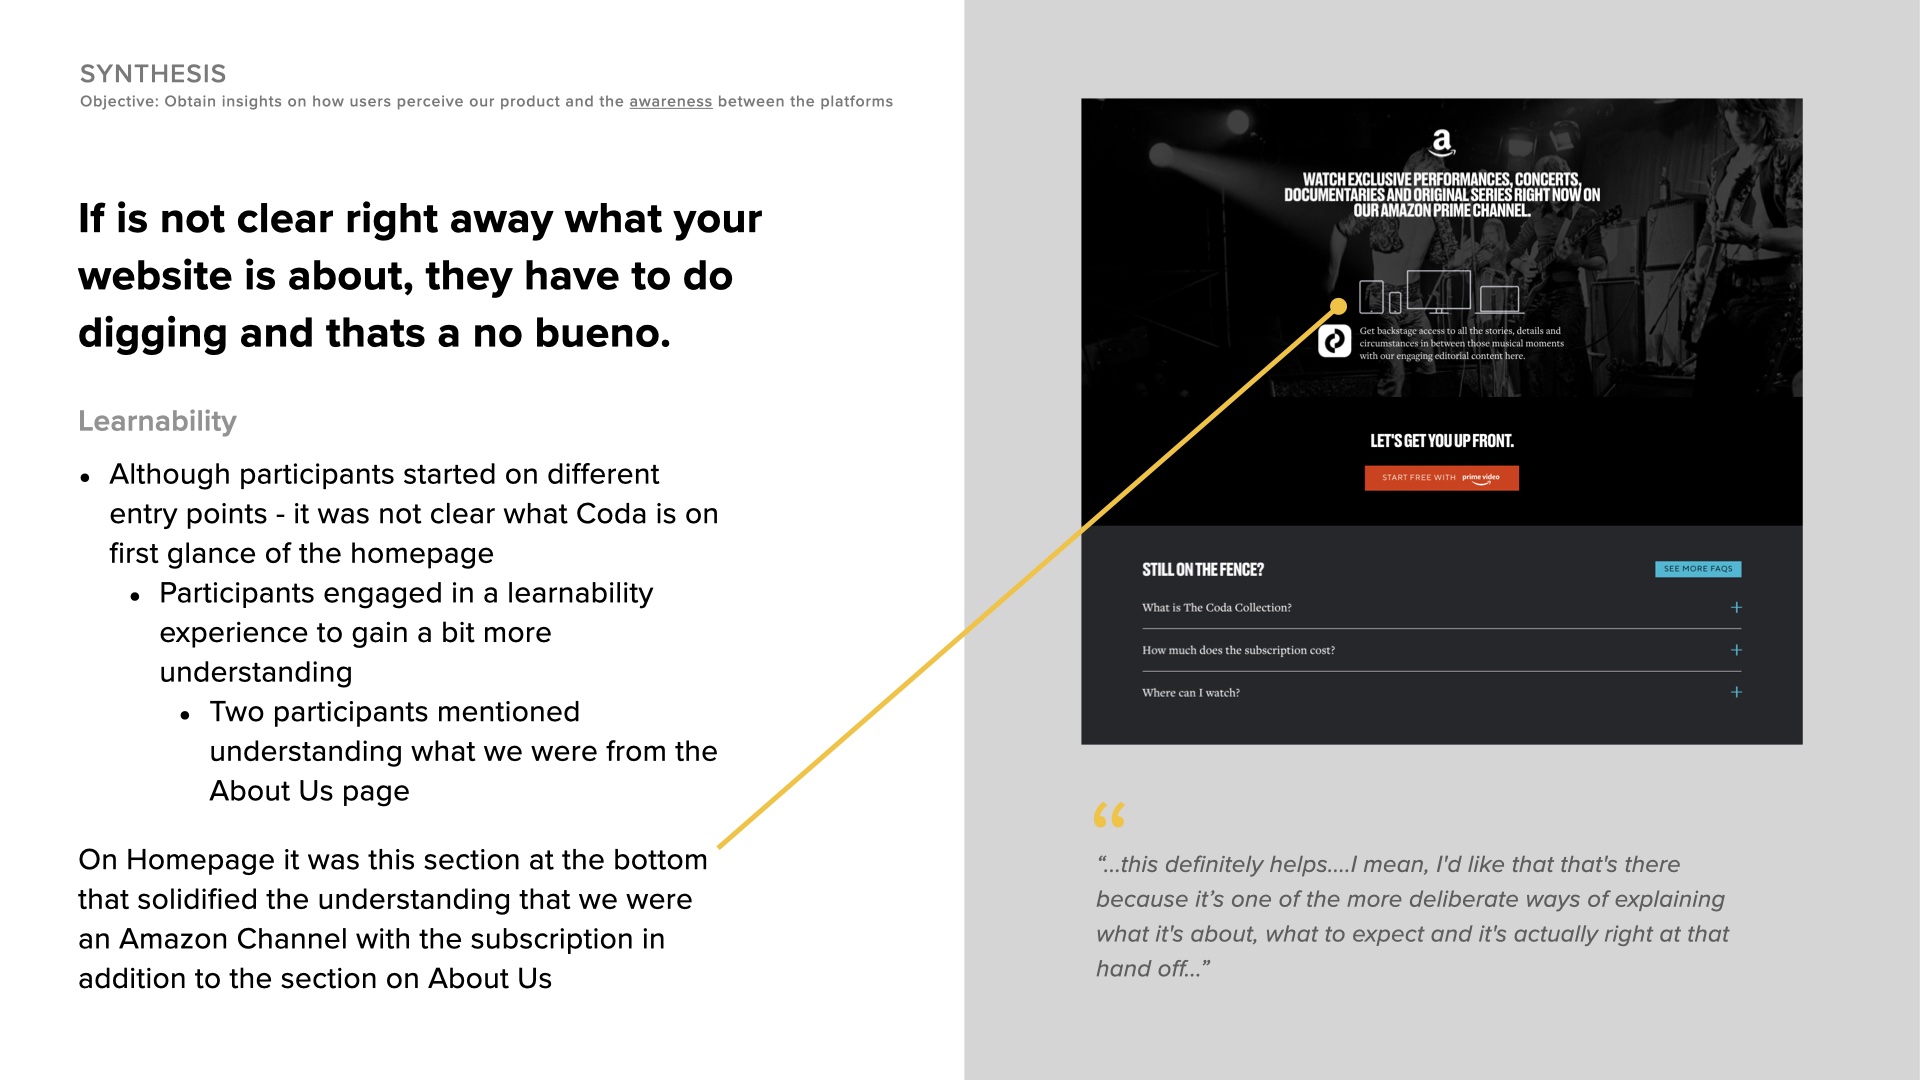 SYNTHESIS
Objective: Obtain insights on how users perceive our product and the awareness between the platforms
If is not clear right away what your
website is about, they have to do
digging and thats a no bueno.
Learnability
• Although participants started on different
entry points - it was not clear what Coda is on
first glance of the homepage
• Participants engaged in a learnability
experience to gain a bit more
understanding
• Two participants mentioned
understanding what we were from the
About Us page
On Homepage it was this section at the bottom
that solidified the understanding that we were
an Amazon Channel with the subscription in
addition to the section on About Us
a
WATCH EXCLUSIVE PERFORMANCES, CONCERTS,
DOCUMENTARIES AND ORIGINAL SERIES RIGHT NOW ON
OUR AMAZON PRIME CHANNEL.
Get backstage access to all the stories, details and
circumstances in between those musical moments
with our engaging editorial content here.
LET'S GET YOU UP FRONT.
START FREE WITH prime video
STILL ON THE FENCE?
SEE MORE FAQS
What is The Coda Collection?
How much does the subscription cost?
Where can I watch?
“
“...this definitely helps....I mean, I'd like that that's there
because it’s one of the more deliberate ways of explaining
what it's about, what to expect and it's actually right at that
hand off...”